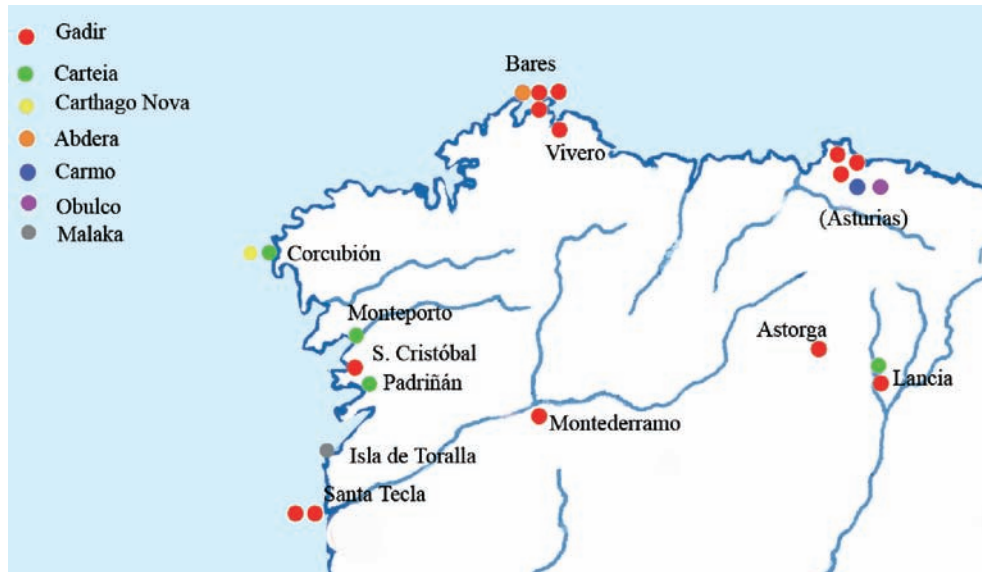 Gadir
Carteia
Carthago Nova
Abdera
Carmo
Obulco
Malaka
Bares
Vivero
(Asturias)
Corcubión
Monteporto
S. Cristóbal
Padriñán
Astorga
Lancia
Montederramo
Isla de Toralla
Santa Tecla